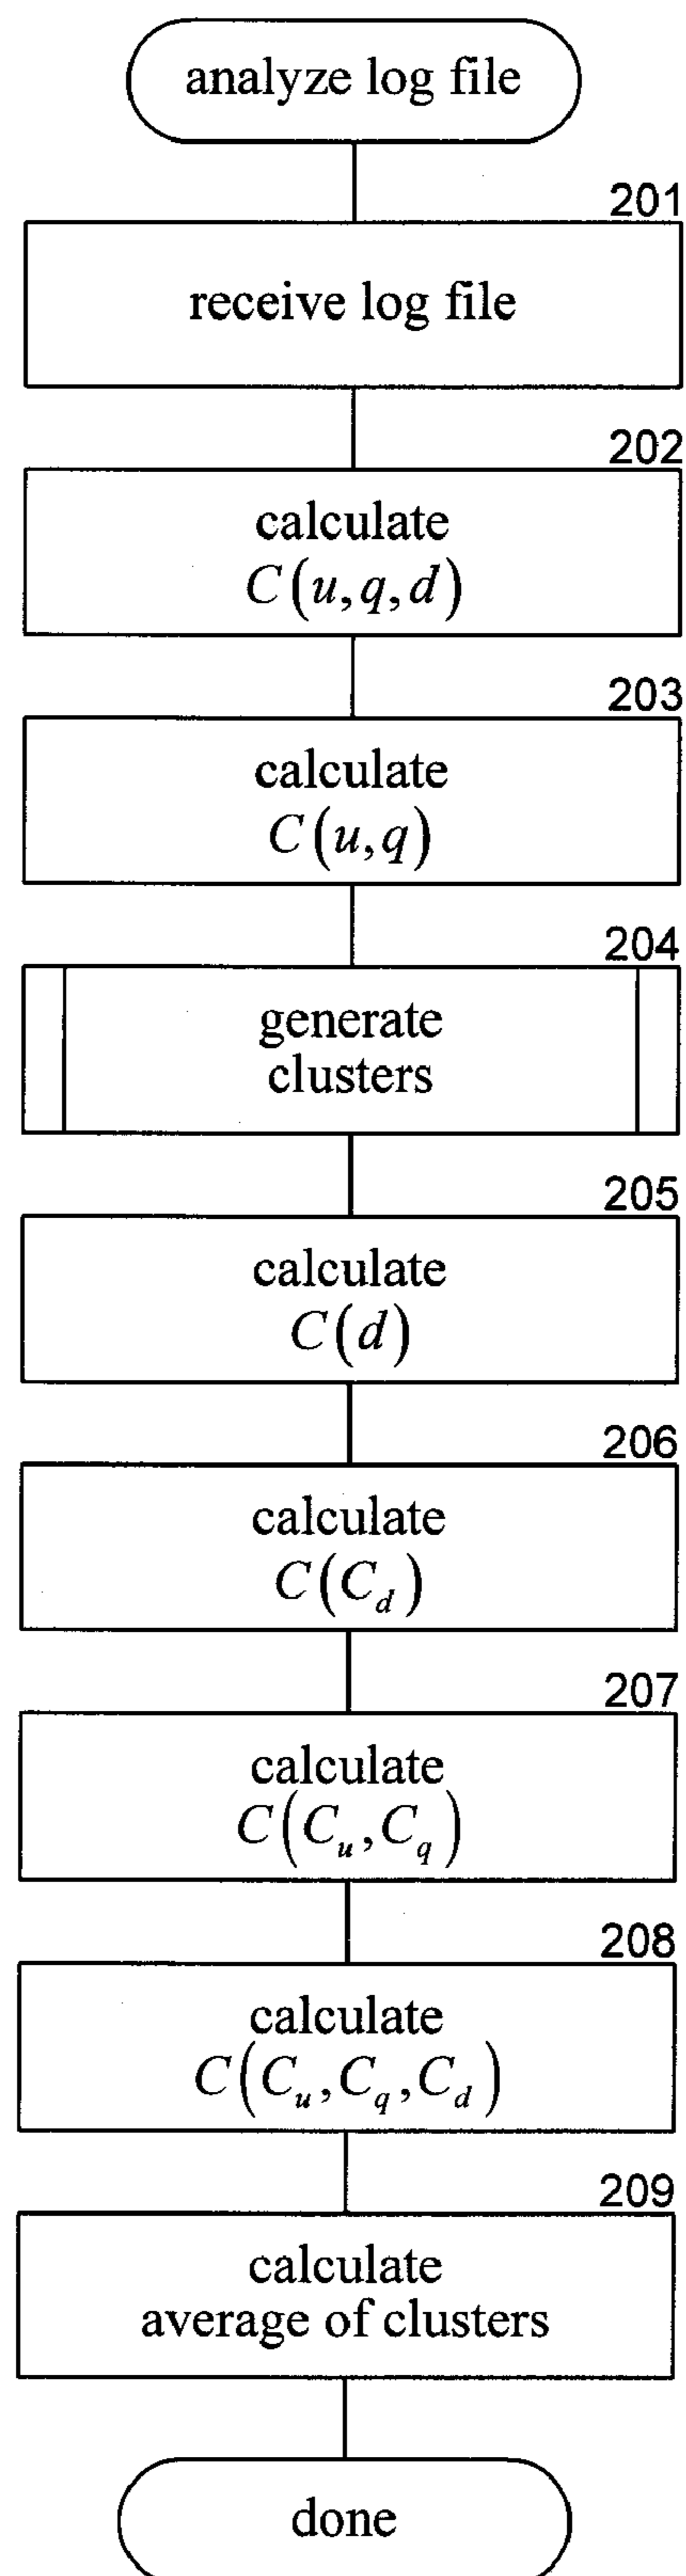 analyze log file
201
receive log file
202
calculate
C(u,q,d)
203
calculate
C(u,q)
204
generate
clusters
205
calculate
C(d)
206
calculate
C(C_d)
207
calculate
C(C_u,C_q)
208
calculate
C(C_u,C_q,C_d)
209
calculate
average of clusters
done